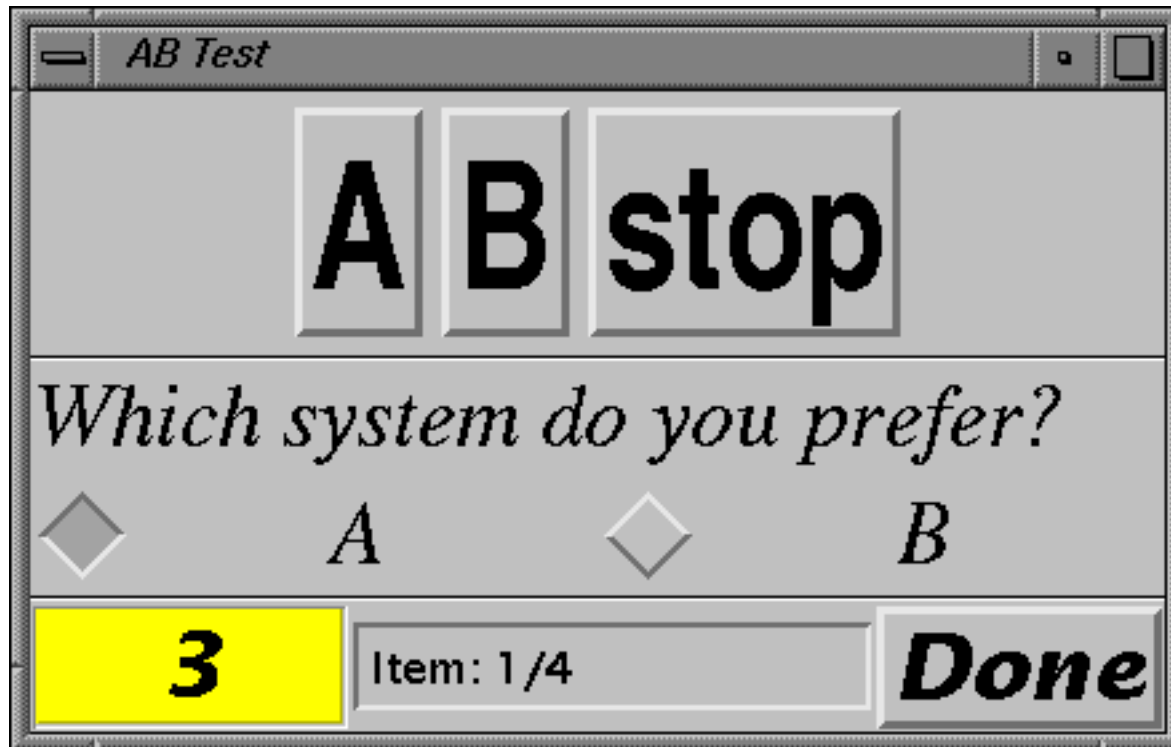 AB Test
A B stop
Which system do you prefer?
A B
3 Item: 1/4 Done